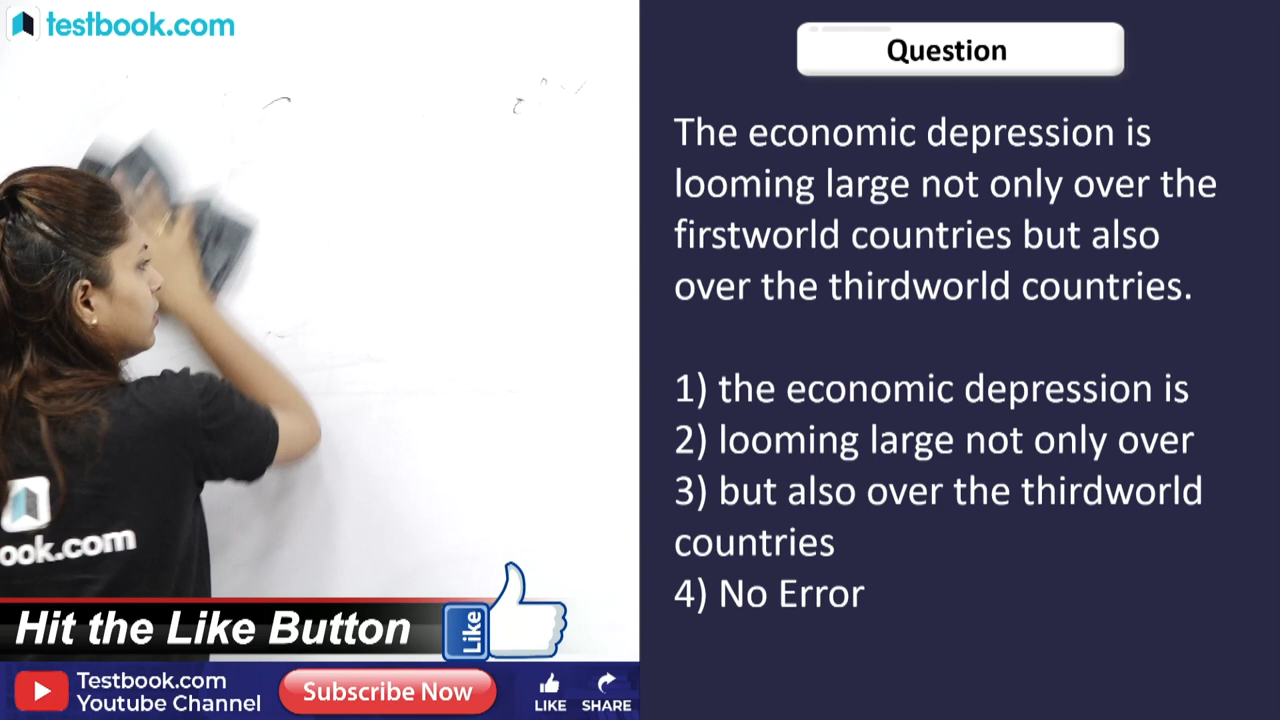 testbook.com
Question
The economic depression is
looming large not only over the
firstworld countries but also
over the thirdworld countries.
1) the economic depression is
2) looming large not only over
3) but also over the thirdworld
countries
4) No Error
ook.com
Hit the Like Button
Like
Testbook.com
Youtube Channel
Subscribe Now
LIKE
SHARE